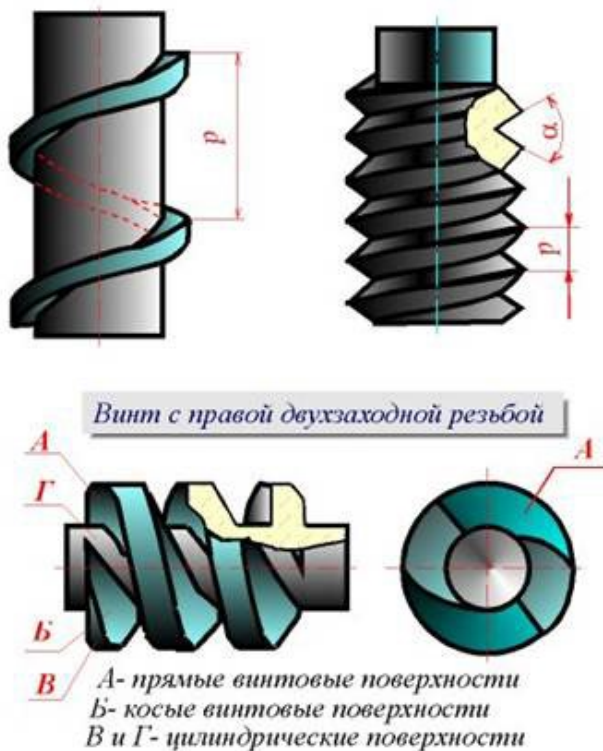 р
α
р
Винт с правой двухзаходной резьбой
А
Г
Б
В
А
А- прямые винтовые поверхности
Б- косые винтовые поверхности
В и Г- цилиндрические поверхности